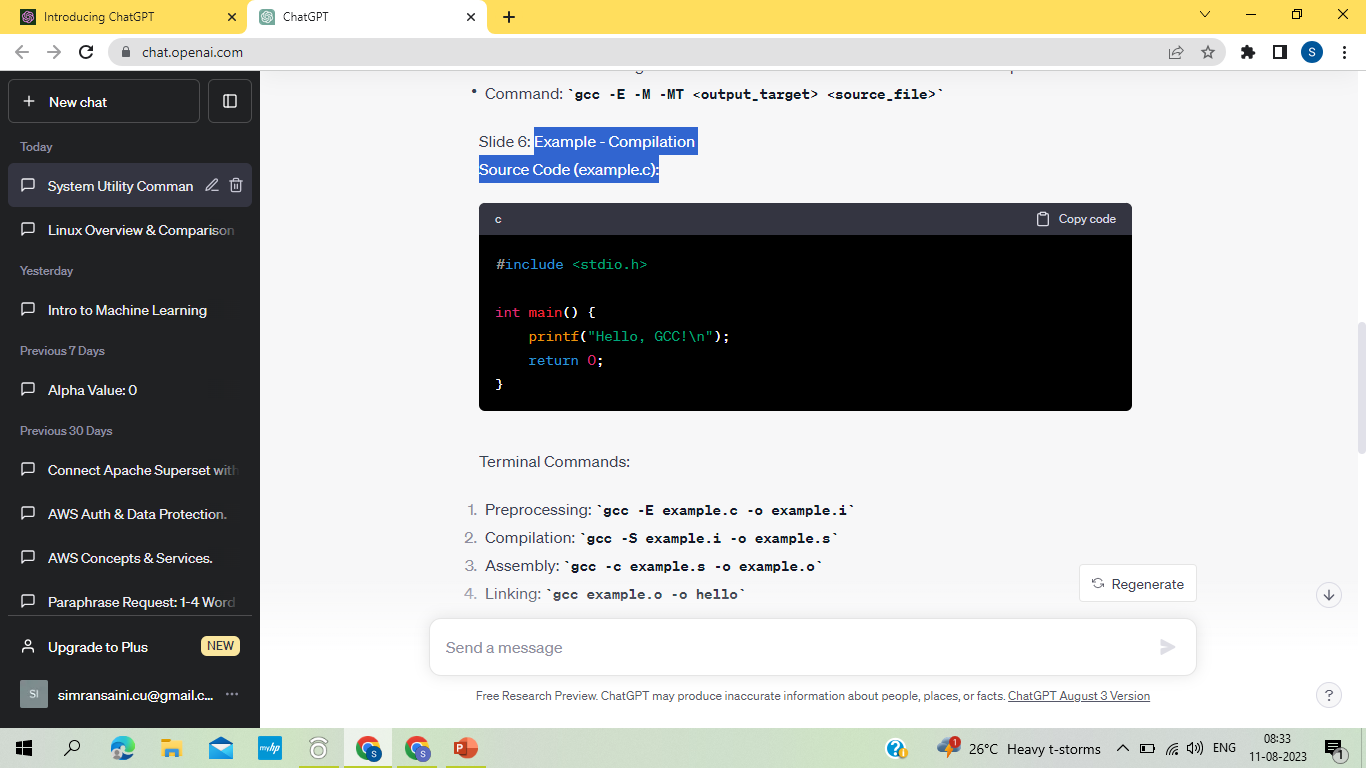 Introducing ChatGPT
ChatGPT
chat.openai.com
S
New chat
Today
System Utility Comman
Linux Overview & Comparison
Yesterday
Intro to Machine Learning
Previous 7 Days
Alpha Value: 0
Previous 30 Days
Connect Apache Superset with
AWS Auth & Data Protection.
AWS Concepts & Services.
Paraphrase Request: 1-4 Word
Upgrade to Plus NEW
SI simransaini.cu@gmail.c...
• Command: `gcc -E -M -MT <output_target> <source_file>`
Slide 6: Example - Compilation
Source Code (example.c):
c Copy code
#include <stdio.h>
int main() {
printf("Hello, GCC!\n");
return 0;
}
Terminal Commands:
1. Preprocessing: `gcc -E example.c -o example.i`
2. Compilation: `gcc -S example.i -o example.s`
3. Assembly: `gcc -c example.s -o example.o`
4. Linking: `gcc example.o -o hello`
Regenerate
Send a message
Free Research Preview. ChatGPT may produce inaccurate information about people, places, or facts. ChatGPT August 3 Version
?
26°C Heavy t-storms
ENG
08:33
11-08-2023